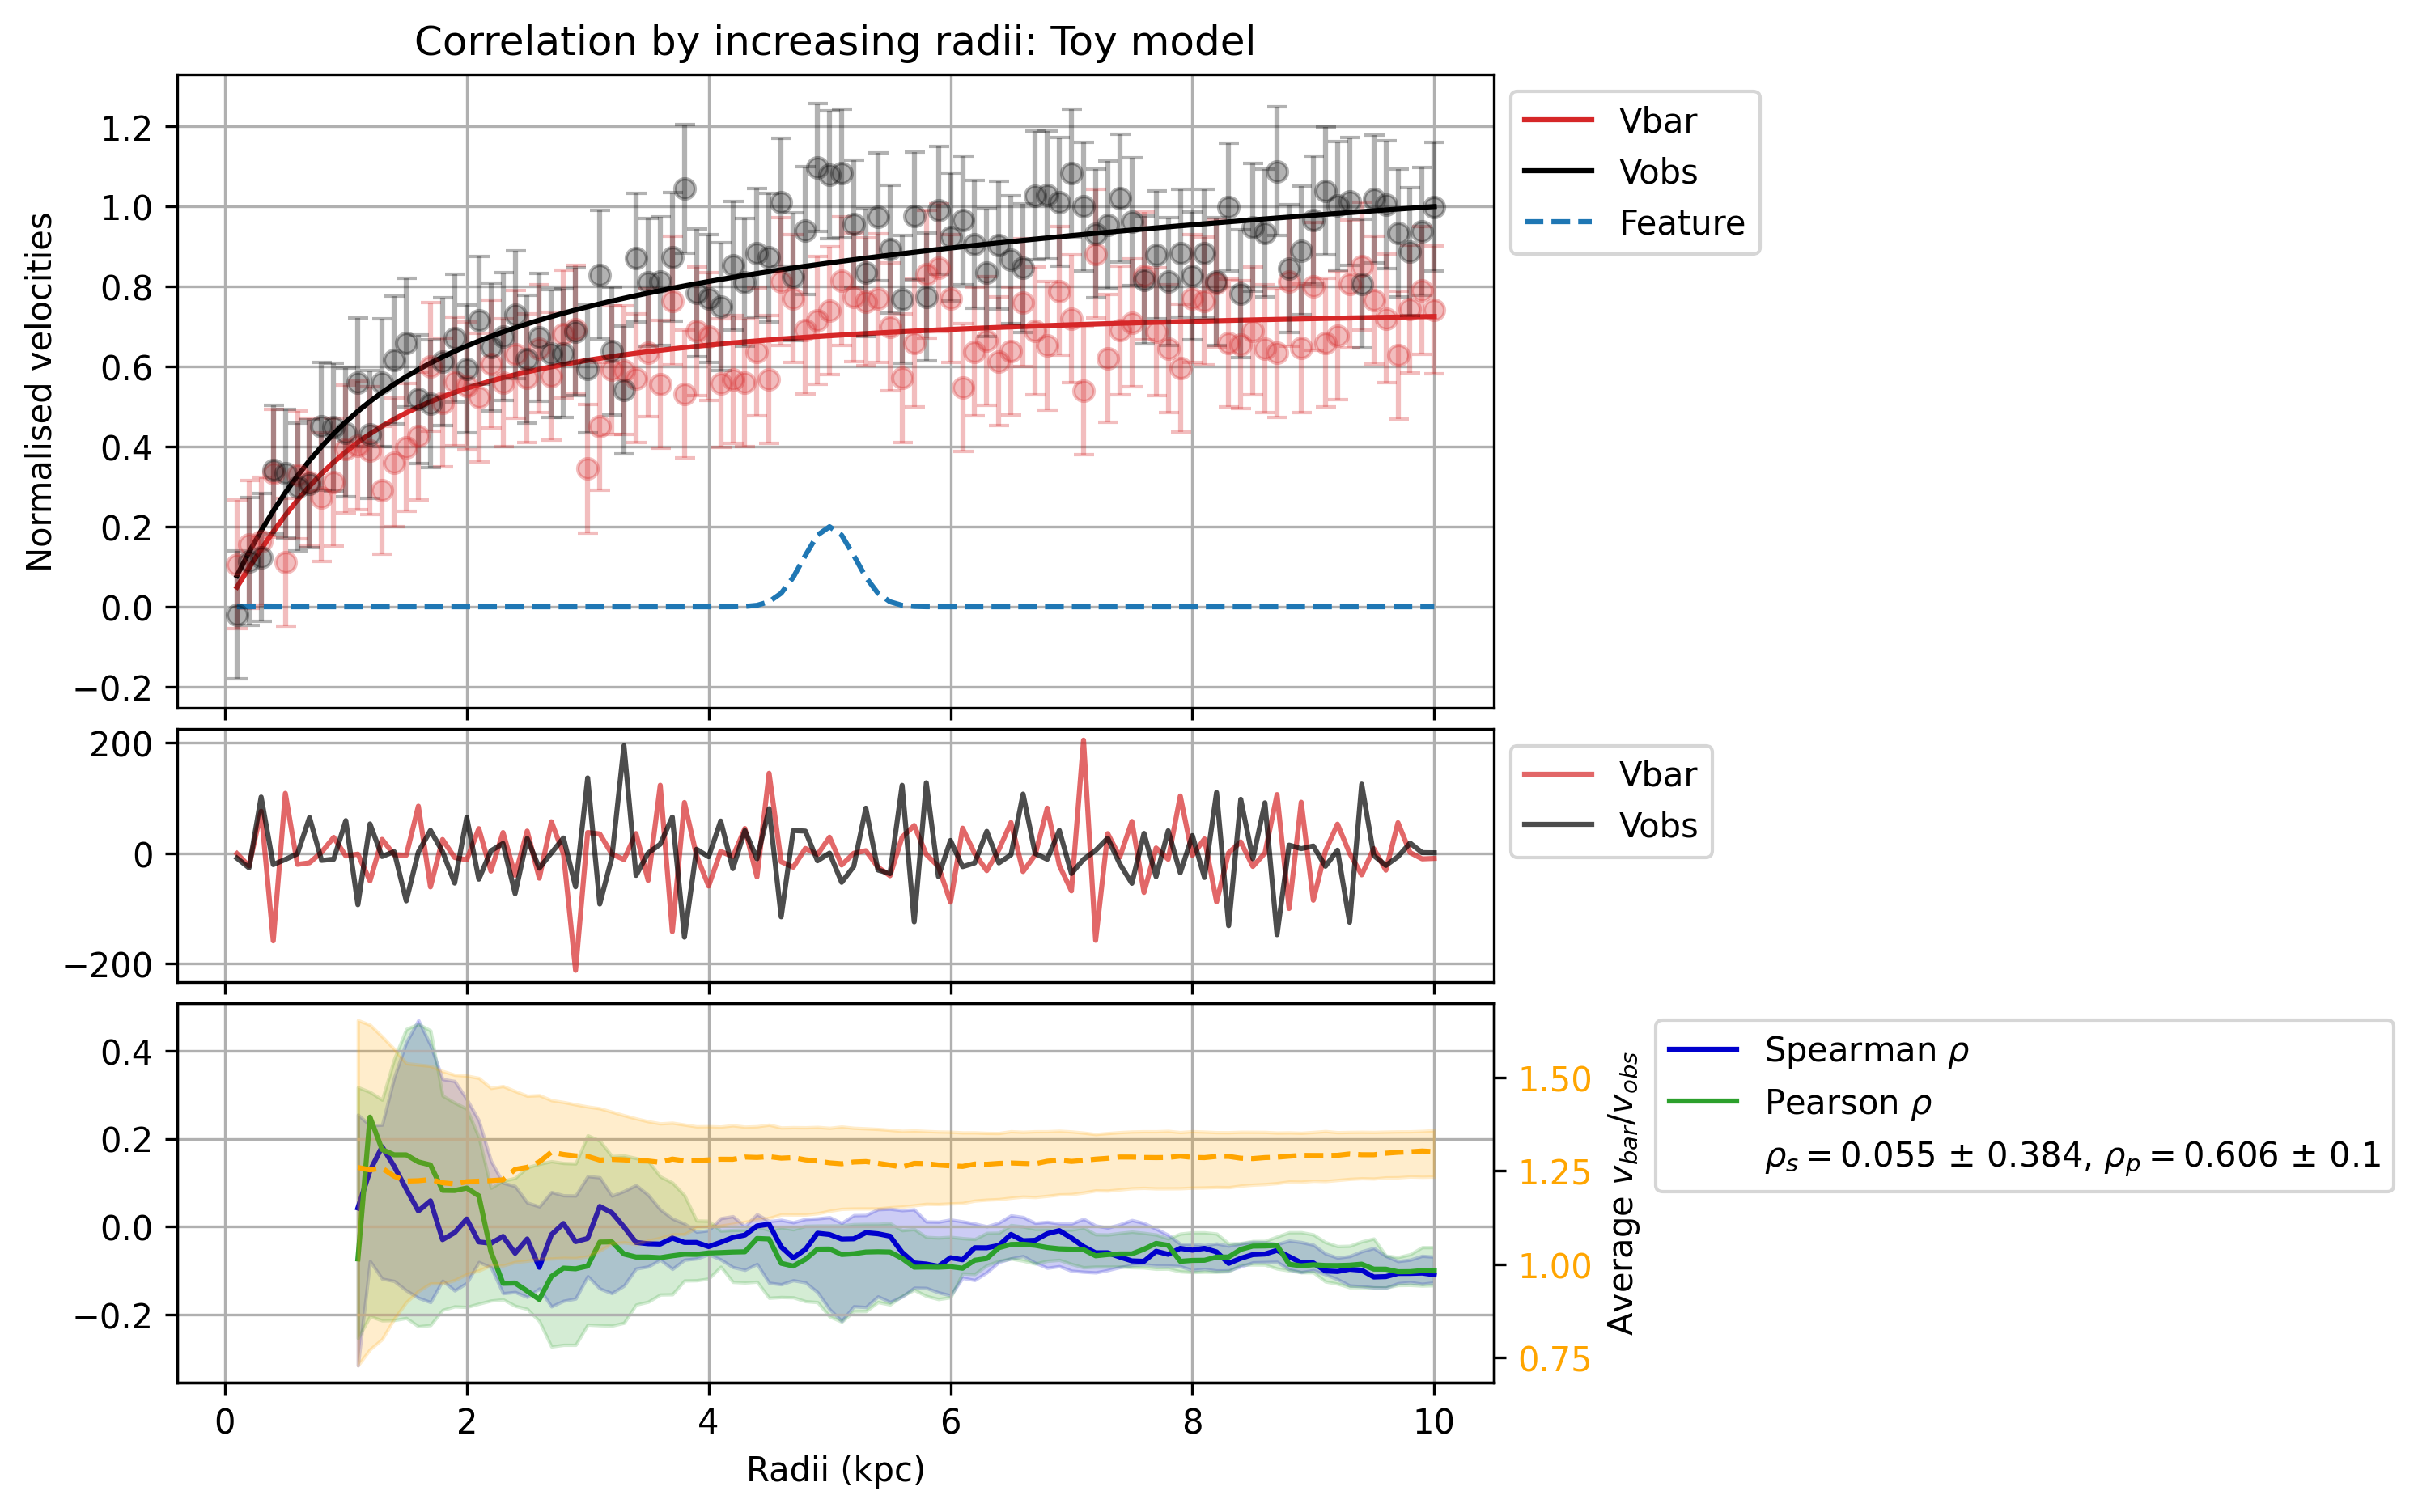 Correlation by increasing radii: Toy model
Normalised velocities
1.2
1.0
0.8
0.6
0.4
0.2
0.0
−0.2
Vbar
Vobs
Feature
200
0
−200
Vbar
Vobs
0.4
0.2
0.0
−0.2
1.50
1.25
1.00
0.75
Average v_bar/v_obs
Spearman ρ
Pearson ρ
ρ_s = 0.055 ± 0.384, ρ_p = 0.606 ± 0.1
0 2 4 6 8 10
Radii (kpc)